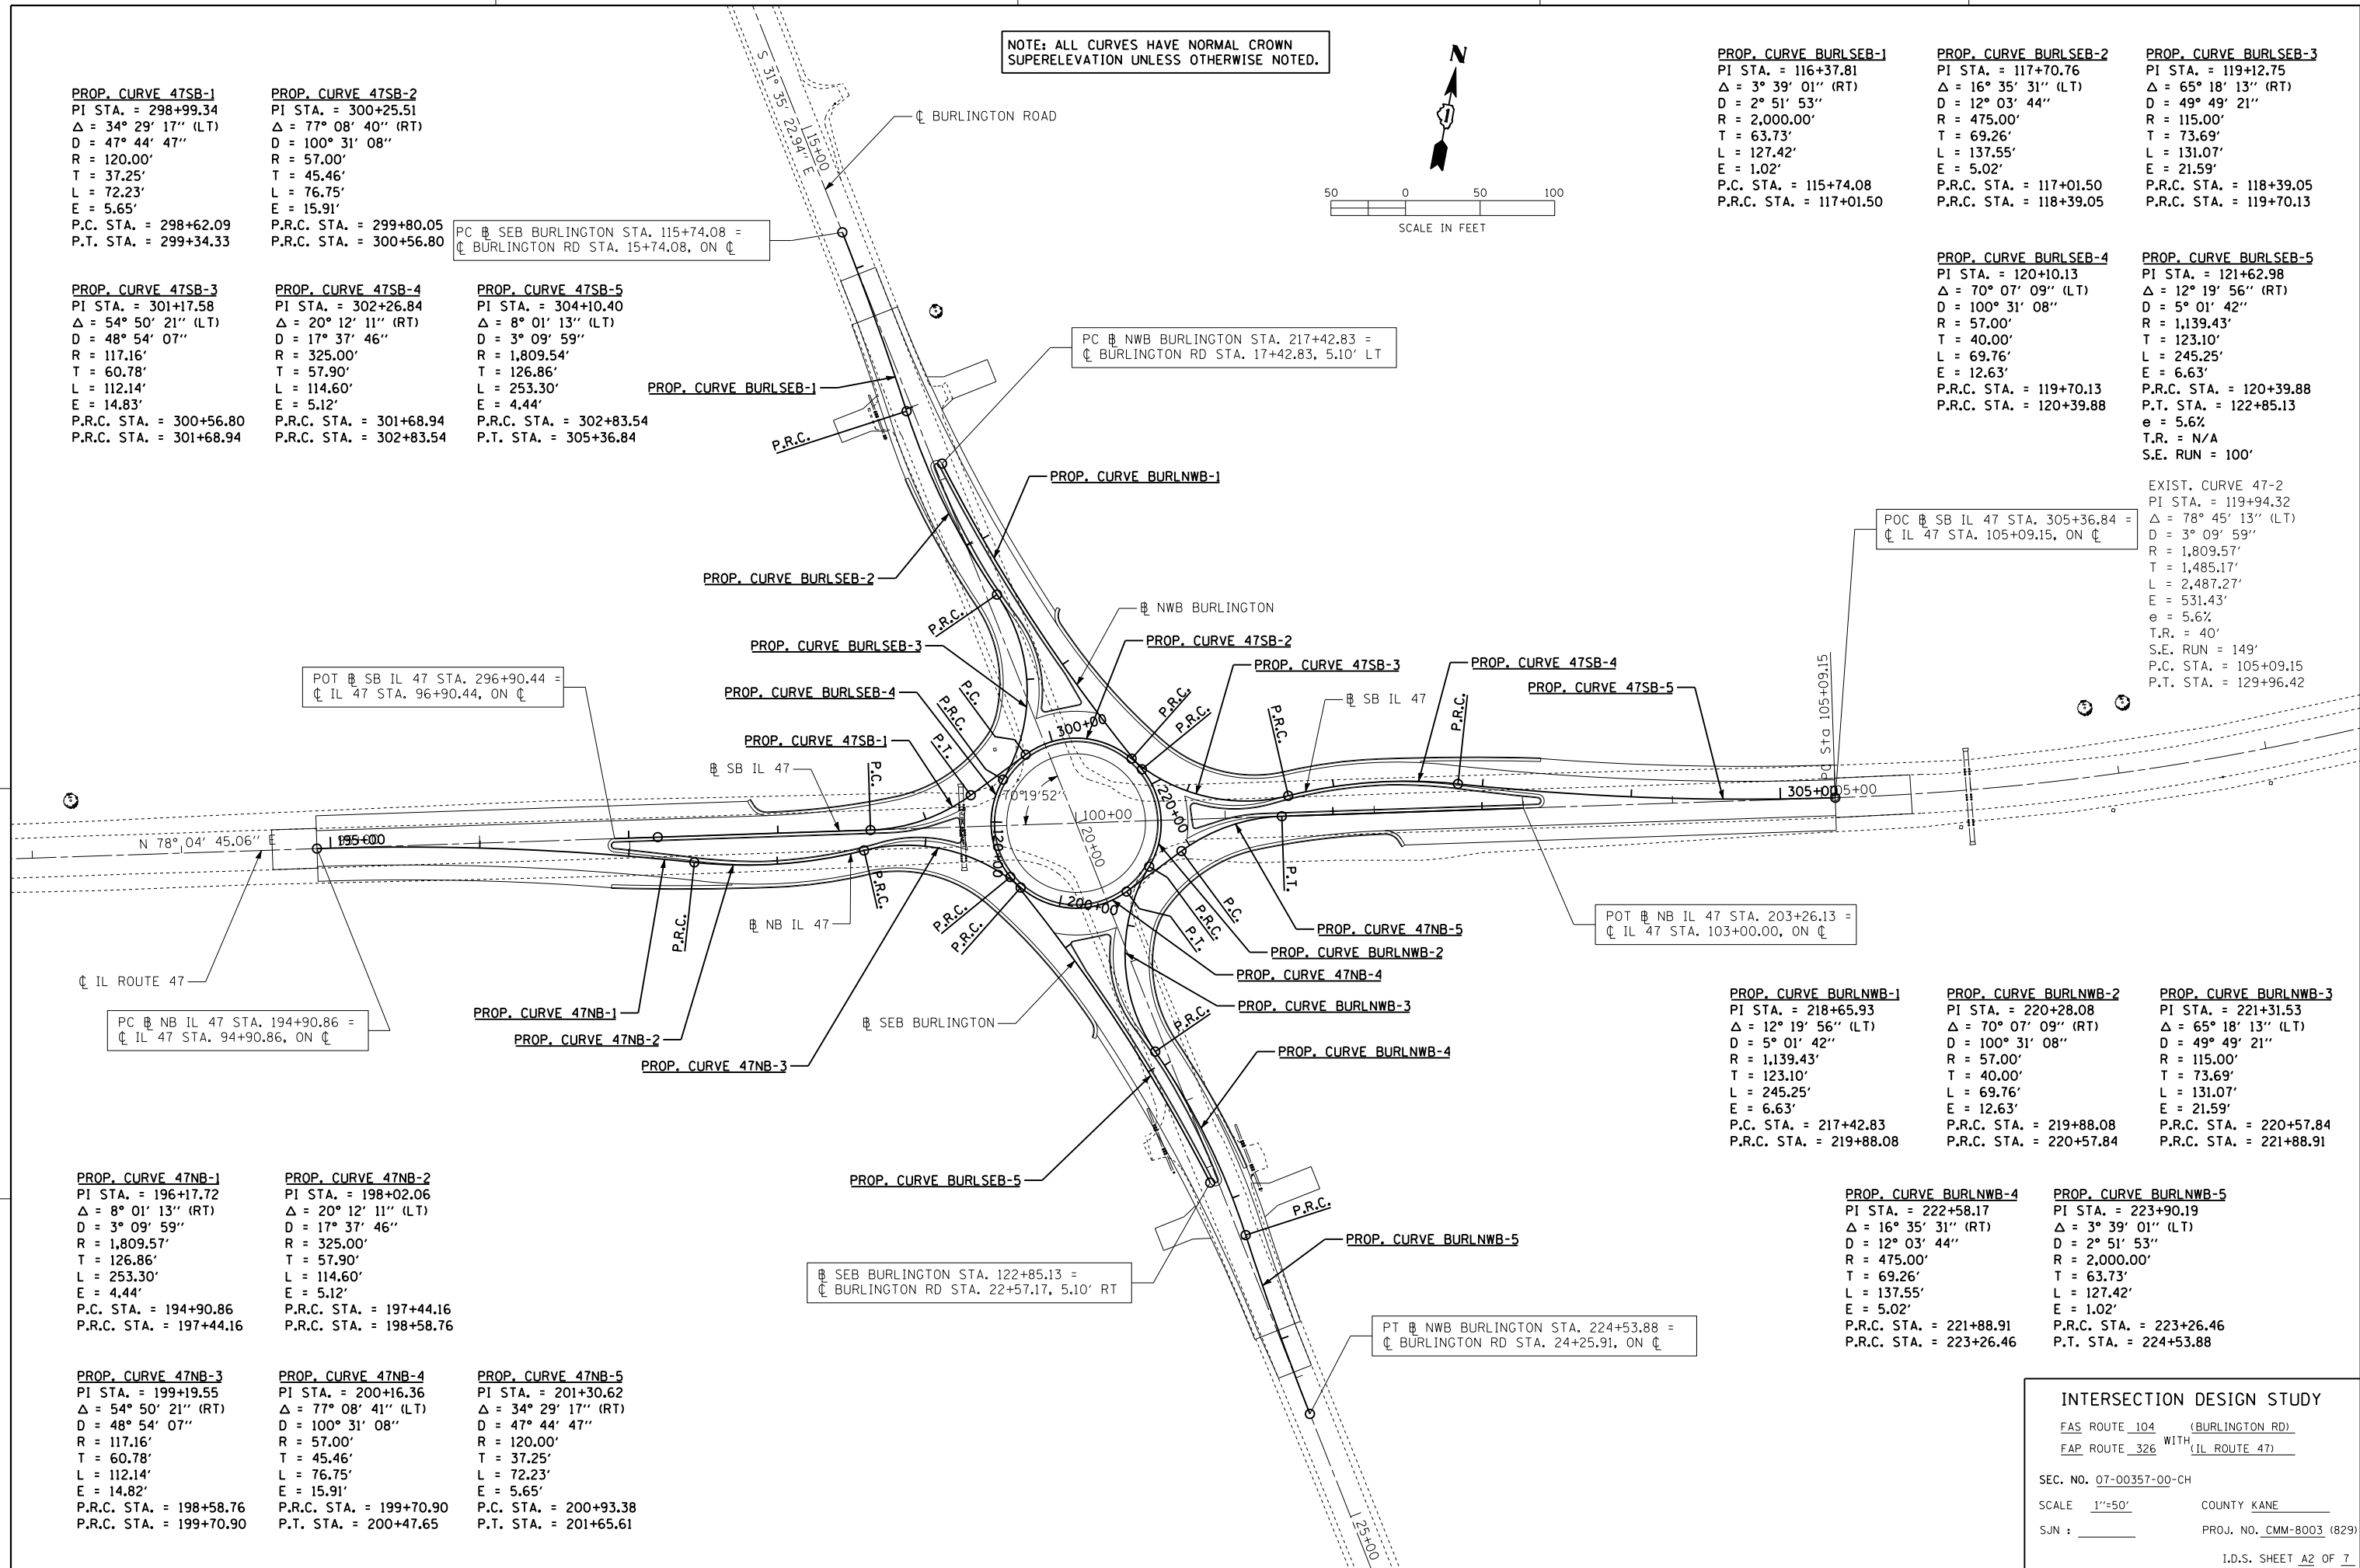 NOTE: ALL CURVES HAVE NORMAL CROWN
SUPERELEVATION UNLESS OTHERWISE NOTED.
N
1
50 0 50 100
SCALE IN FEET
PROP. CURVE 47SB-1
PI STA. = 298+99.34
Δ = 34° 29' 17'' (LT)
D = 47° 44' 47''
R = 120.00'
T = 37.25'
L = 72.23'
E = 5.65'
P.C. STA. = 298+62.09
P.T. STA. = 299+34.33
PROP. CURVE 47SB-2
PI STA. = 300+25.51
Δ = 77° 08' 40'' (RT)
D = 100° 31' 08''
R = 57.00'
T = 45.46'
L = 76.75'
E = 15.91'
P.R.C. STA. = 299+80.05
P.R.C. STA. = 300+56.80
PROP. CURVE 47SB-3
PI STA. = 301+17.58
Δ = 54° 50' 21'' (LT)
D = 48° 54' 07''
R = 117.16'
T = 60.78'
L = 112.14'
E = 14.83'
P.R.C. STA. = 300+56.80
P.R.C. STA. = 301+68.94
PROP. CURVE 47SB-4
PI STA. = 302+26.84
Δ = 20° 12' 11'' (RT)
D = 17° 37' 46''
R = 325.00'
T = 57.90'
L = 114.60'
E = 5.12'
P.R.C. STA. = 301+68.94
P.R.C. STA. = 302+83.54
PROP. CURVE 47SB-5
PI STA. = 304+10.40
Δ = 8° 01' 13'' (LT)
D = 3° 09' 59''
R = 1,809.54'
T = 126.86'
L = 253.30'
E = 4.44'
P.R.C. STA. = 302+83.54
P.T. STA. = 305+36.84
PROP. CURVE BURLSEB-1
PI STA. = 116+37.81
Δ = 3° 39' 01'' (RT)
D = 2° 51' 53''
R = 2,000.00'
T = 63.73'
L = 127.42'
E = 1.02'
P.C. STA. = 115+74.08
P.R.C. STA. = 117+01.50
PROP. CURVE BURLSEB-2
PI STA. = 117+70.76
Δ = 16° 35' 31'' (LT)
D = 12° 03' 44''
R = 475.00'
T = 69.26'
L = 137.55'
E = 5.02'
P.R.C. STA. = 117+01.50
P.R.C. STA. = 118+39.05
PROP. CURVE BURLSEB-3
PI STA. = 119+12.75
Δ = 65° 18' 13'' (RT)
D = 49° 49' 21''
R = 115.00'
T = 73.69'
L = 131.07'
E = 21.59'
P.R.C. STA. = 118+39.05
P.R.C. STA. = 119+70.13
PROP. CURVE BURLSEB-4
PI STA. = 120+10.13
Δ = 70° 07' 09'' (LT)
D = 100° 31' 08''
R = 57.00'
T = 40.00'
L = 69.76'
E = 12.63'
P.R.C. STA. = 119+70.13
P.R.C. STA. = 120+39.88
PROP. CURVE BURLSEB-5
PI STA. = 121+62.98
Δ = 12° 19' 56'' (RT)
D = 5° 01' 42''
R = 1,139.43'
T = 123.10'
L = 245.25'
E = 6.63'
P.R.C. STA. = 120+39.88
P.T. STA. = 122+85.13
e = 5.6%
T.R. = N/A
S.E. RUN = 100'
EXIST. CURVE 47-2
PI STA. = 119+94.32
Δ = 78° 45' 13'' (LT)
D = 3° 09' 59''
R = 1,809.57'
T = 1,485.17'
L = 2,487.27'
E = 531.43'
e = 5.6%
T.R. = 40'
S.E. RUN = 149'
P.C. STA. = 105+09.15
P.T. STA. = 129+96.42
S 31° 35' 22.94'' E
15+00
℄ BURLINGTON ROAD
PC ⅊ SEB BURLINGTON STA. 115+74.08 =
℄ BURLINGTON RD STA. 15+74.08, ON ℄
PC ⅊ NWB BURLINGTON STA. 217+42.83 =
℄ BURLINGTON RD STA. 17+42.83, 5.10' LT
PROP. CURVE BURLSEB-1
P.R.C.
PROP. CURVE BURLNWB-1
PROP. CURVE BURLSEB-2
P.R.C.
⅊ NWB BURLINGTON
PROP. CURVE BURLSEB-3
PROP. CURVE 47SB-2
PROP. CURVE 47SB-3
PROP. CURVE 47SB-4
PROP. CURVE 47SB-5
POC ⅊ SB IL 47 STA. 305+36.84 =
℄ IL 47 STA. 105+09.15, ON ℄
PC Sta 105+09.15
POT ⅊ SB IL 47 STA. 296+90.44 =
℄ IL 47 STA. 96+90.44, ON ℄
PROP. CURVE BURLSEB-4
P.C.
P.R.C.
P.T.
PROP. CURVE 47SB-1
⅊ SB IL 47
P.C.
300+00
P.R.C.
P.R.C.
P.R.C.
⅊ SB IL 47
P.R.C.
70°19'52''
100+00
20+00
120+00
220+00
200+00
305+00
105+00
N 78° 04' 45.06'' E
195+00
P.R.C.
P.R.C.
P.R.C.
P.R.C.
⅊ NB IL 47
P.T.
P.C.
P.R.C.
P.T.
POT ⅊ NB IL 47 STA. 203+26.13 =
℄ IL 47 STA. 103+00.00, ON ℄
PROP. CURVE 47NB-5
PROP. CURVE BURLNWB-2
PROP. CURVE 47NB-4
PROP. CURVE BURLNWB-3
℄ IL ROUTE 47
PC ⅊ NB IL 47 STA. 194+90.86 =
℄ IL 47 STA. 94+90.86, ON ℄
PROP. CURVE 47NB-1
PROP. CURVE 47NB-2
PROP. CURVE 47NB-3
⅊ SEB BURLINGTON
P.R.C.
PROP. CURVE BURLNWB-4
PROP. CURVE BURLSEB-5
P.R.C.
PROP. CURVE BURLNWB-5
⅊ SEB BURLINGTON STA. 122+85.13 =
℄ BURLINGTON RD STA. 22+57.17, 5.10' RT
PT ⅊ NWB BURLINGTON STA. 224+53.88 =
℄ BURLINGTON RD STA. 24+25.91, ON ℄
25+00
PROP. CURVE BURLNWB-1
PI STA. = 218+65.93
Δ = 12° 19' 56'' (LT)
D = 5° 01' 42''
R = 1,139.43'
T = 123.10'
L = 245.25'
E = 6.63'
P.C. STA. = 217+42.83
P.R.C. STA. = 219+88.08
PROP. CURVE BURLNWB-2
PI STA. = 220+28.08
Δ = 70° 07' 09'' (RT)
D = 100° 31' 08''
R = 57.00'
T = 40.00'
L = 69.76'
E = 12.63'
P.R.C. STA. = 219+88.08
P.R.C. STA. = 220+57.84
PROP. CURVE BURLNWB-3
PI STA. = 221+31.53
Δ = 65° 18' 13'' (LT)
D = 49° 49' 21''
R = 115.00'
T = 73.69'
L = 131.07'
E = 21.59'
P.R.C. STA. = 220+57.84
P.R.C. STA. = 221+88.91
PROP. CURVE BURLNWB-4
PI STA. = 222+58.17
Δ = 16° 35' 31'' (RT)
D = 12° 03' 44''
R = 475.00'
T = 69.26'
L = 137.55'
E = 5.02'
P.R.C. STA. = 221+88.91
P.R.C. STA. = 223+26.46
PROP. CURVE BURLNWB-5
PI STA. = 223+90.19
Δ = 3° 39' 01'' (LT)
D = 2° 51' 53''
R = 2,000.00'
T = 63.73'
L = 127.42'
E = 1.02'
P.R.C. STA. = 223+26.46
P.T. STA. = 224+53.88
PROP. CURVE 47NB-1
PI STA. = 196+17.72
Δ = 8° 01' 13'' (RT)
D = 3° 09' 59''
R = 1,809.57'
T = 126.86'
L = 253.30'
E = 4.44'
P.C. STA. = 194+90.86
P.R.C. STA. = 197+44.16
PROP. CURVE 47NB-2
PI STA. = 198+02.06
Δ = 20° 12' 11'' (LT)
D = 17° 37' 46''
R = 325.00'
T = 57.90'
L = 114.60'
E = 5.12'
P.R.C. STA. = 197+44.16
P.R.C. STA. = 198+58.76
PROP. CURVE 47NB-3
PI STA. = 199+19.55
Δ = 54° 50' 21'' (RT)
D = 48° 54' 07''
R = 117.16'
T = 60.78'
L = 112.14'
E = 14.82'
P.R.C. STA. = 198+58.76
P.R.C. STA. = 199+70.90
PROP. CURVE 47NB-4
PI STA. = 200+16.36
Δ = 77° 08' 41'' (LT)
D = 100° 31' 08''
R = 57.00'
T = 45.46'
L = 76.75'
E = 15.91'
P.R.C. STA. = 199+70.90
P.T. STA. = 200+47.65
PROP. CURVE 47NB-5
PI STA. = 201+30.62
Δ = 34° 29' 17'' (RT)
D = 47° 44' 47''
R = 120.00'
T = 37.25'
L = 72.23'
E = 5.65'
P.C. STA. = 200+93.38
P.T. STA. = 201+65.61
INTERSECTION DESIGN STUDY
FAS ROUTE 104 (BURLINGTON RD)
WITH
FAP ROUTE 326 (IL ROUTE 47)
SEC. NO. 07-00357-00-CH
SCALE 1''=50' COUNTY KANE
SJN : PROJ. NO. CMM-8003 (829)
I.D.S. SHEET A2 OF 7